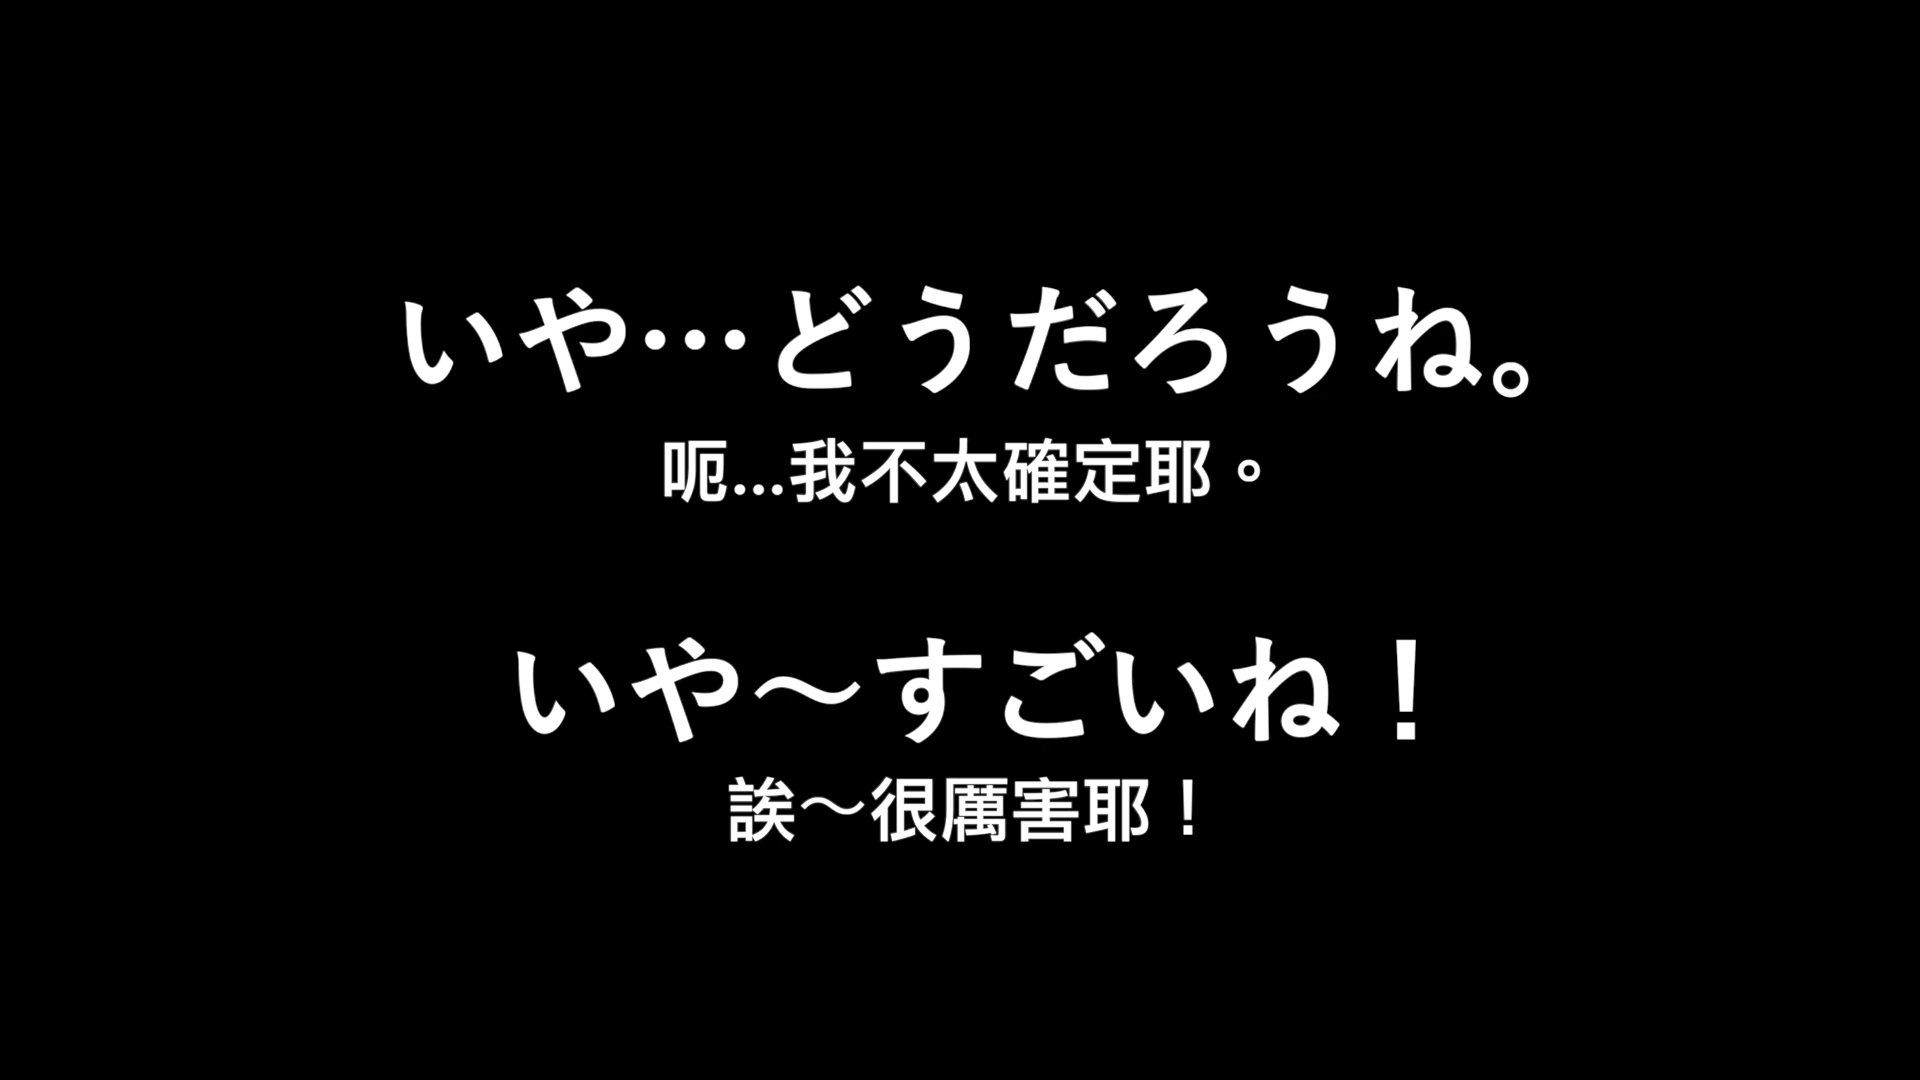 いや…どうだろうね。
呃...我不太確定耶。
いや～すごいね！
誒～很厲害耶！